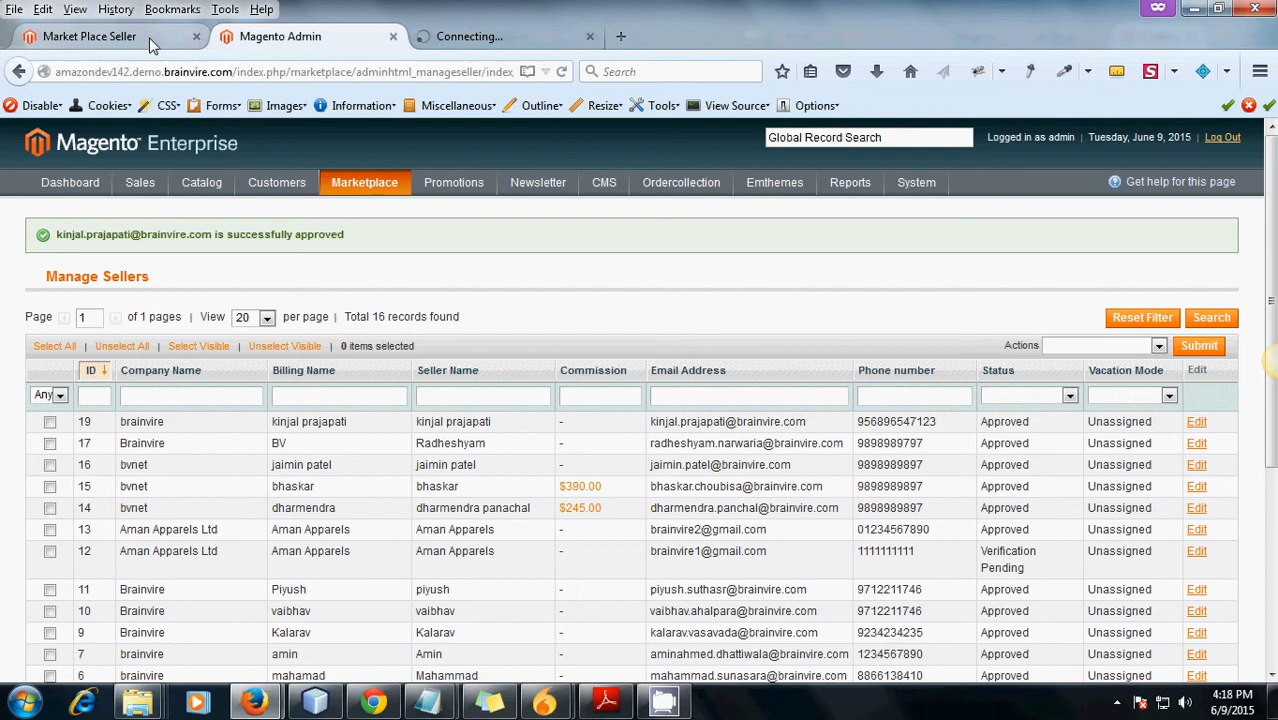 File Edit View History Bookmarks Tools Help
Market Place Seller × Magento Admin × Connecting... × +
amazondev142.demo.brainvire.com/index.php/marketplace/adminhtml_manageseller/index, Search
Disable Cookies CSS Forms Images Information Miscellaneous Outline Resize Tools View Source Options
Magento Enterprise Global Record Search Logged in as admin | Tuesday, June 9, 2015 | Log Out
Dashboard Sales Catalog Customers Marketplace Promotions Newsletter CMS Ordercollection Emthemes Reports System Get help for this page
kinjal.prajapati@brainvire.com is successfully approved
Manage Sellers
Page 1 of 1 pages | View 20 per page | Total 16 records found Reset Filter Search
Select All | Unselect All | Select Visible | Unselect Visible | 0 items selected Actions Submit
ID Company Name Billing Name Seller Name Commission Email Address Phone number Status Vacation Mode Edit
Any
19 brainvire kinjal prajapati kinjal prajapati - kinjal.prajapati@brainvire.com 956896547123 Approved Unassigned Edit
17 Brainvire BV Radheshyam - radheshyam.narwaria@brainvire.com 9898989797 Approved Unassigned Edit
16 bvnet jaimin patel jaimin patel - jaimin.patel@brainvire.com 9898989897 Approved Unassigned Edit
15 bvnet bhaskar bhaskar $390.00 bhaskar.choubisa@brainvire.com 9898989897 Approved Unassigned Edit
14 bvnet dharmendra dharmendra panachal $245.00 dharmendra.panchal@brainvire.com 9898989897 Approved Unassigned Edit
13 Aman Apparels Ltd Aman Apparels Aman Apparels - brainvire2@gmail.com 01234567890 Approved Unassigned Edit
12 Aman Apparels Ltd Aman Apparels Aman Apparels - brainvire1@gmail.com 1111111111 Verification Pending Unassigned Edit
11 Brainvire Piyush piyush - piyush.suthasr@brainvire.com 9712211746 Approved Unassigned Edit
10 Brainvire vaibhav vaibhav - vaibhav.ahalpara@brainvire.com 9712211746 Approved Unassigned Edit
9 Brainvire Kalarav Kalarav - kalarav.vasavada@brainvire.com 9234234235 Approved Unassigned Edit
7 brainvire amin Amin - aminahmed.dhattiwala@brainvire.com 1234567890 Approved Unassigned Edit
6 brainvire mahamad Mahammad - mahammad.sunasara@brainvire.com 8866138410 Approved Unassigned Edit
4:18 PM
6/9/2015